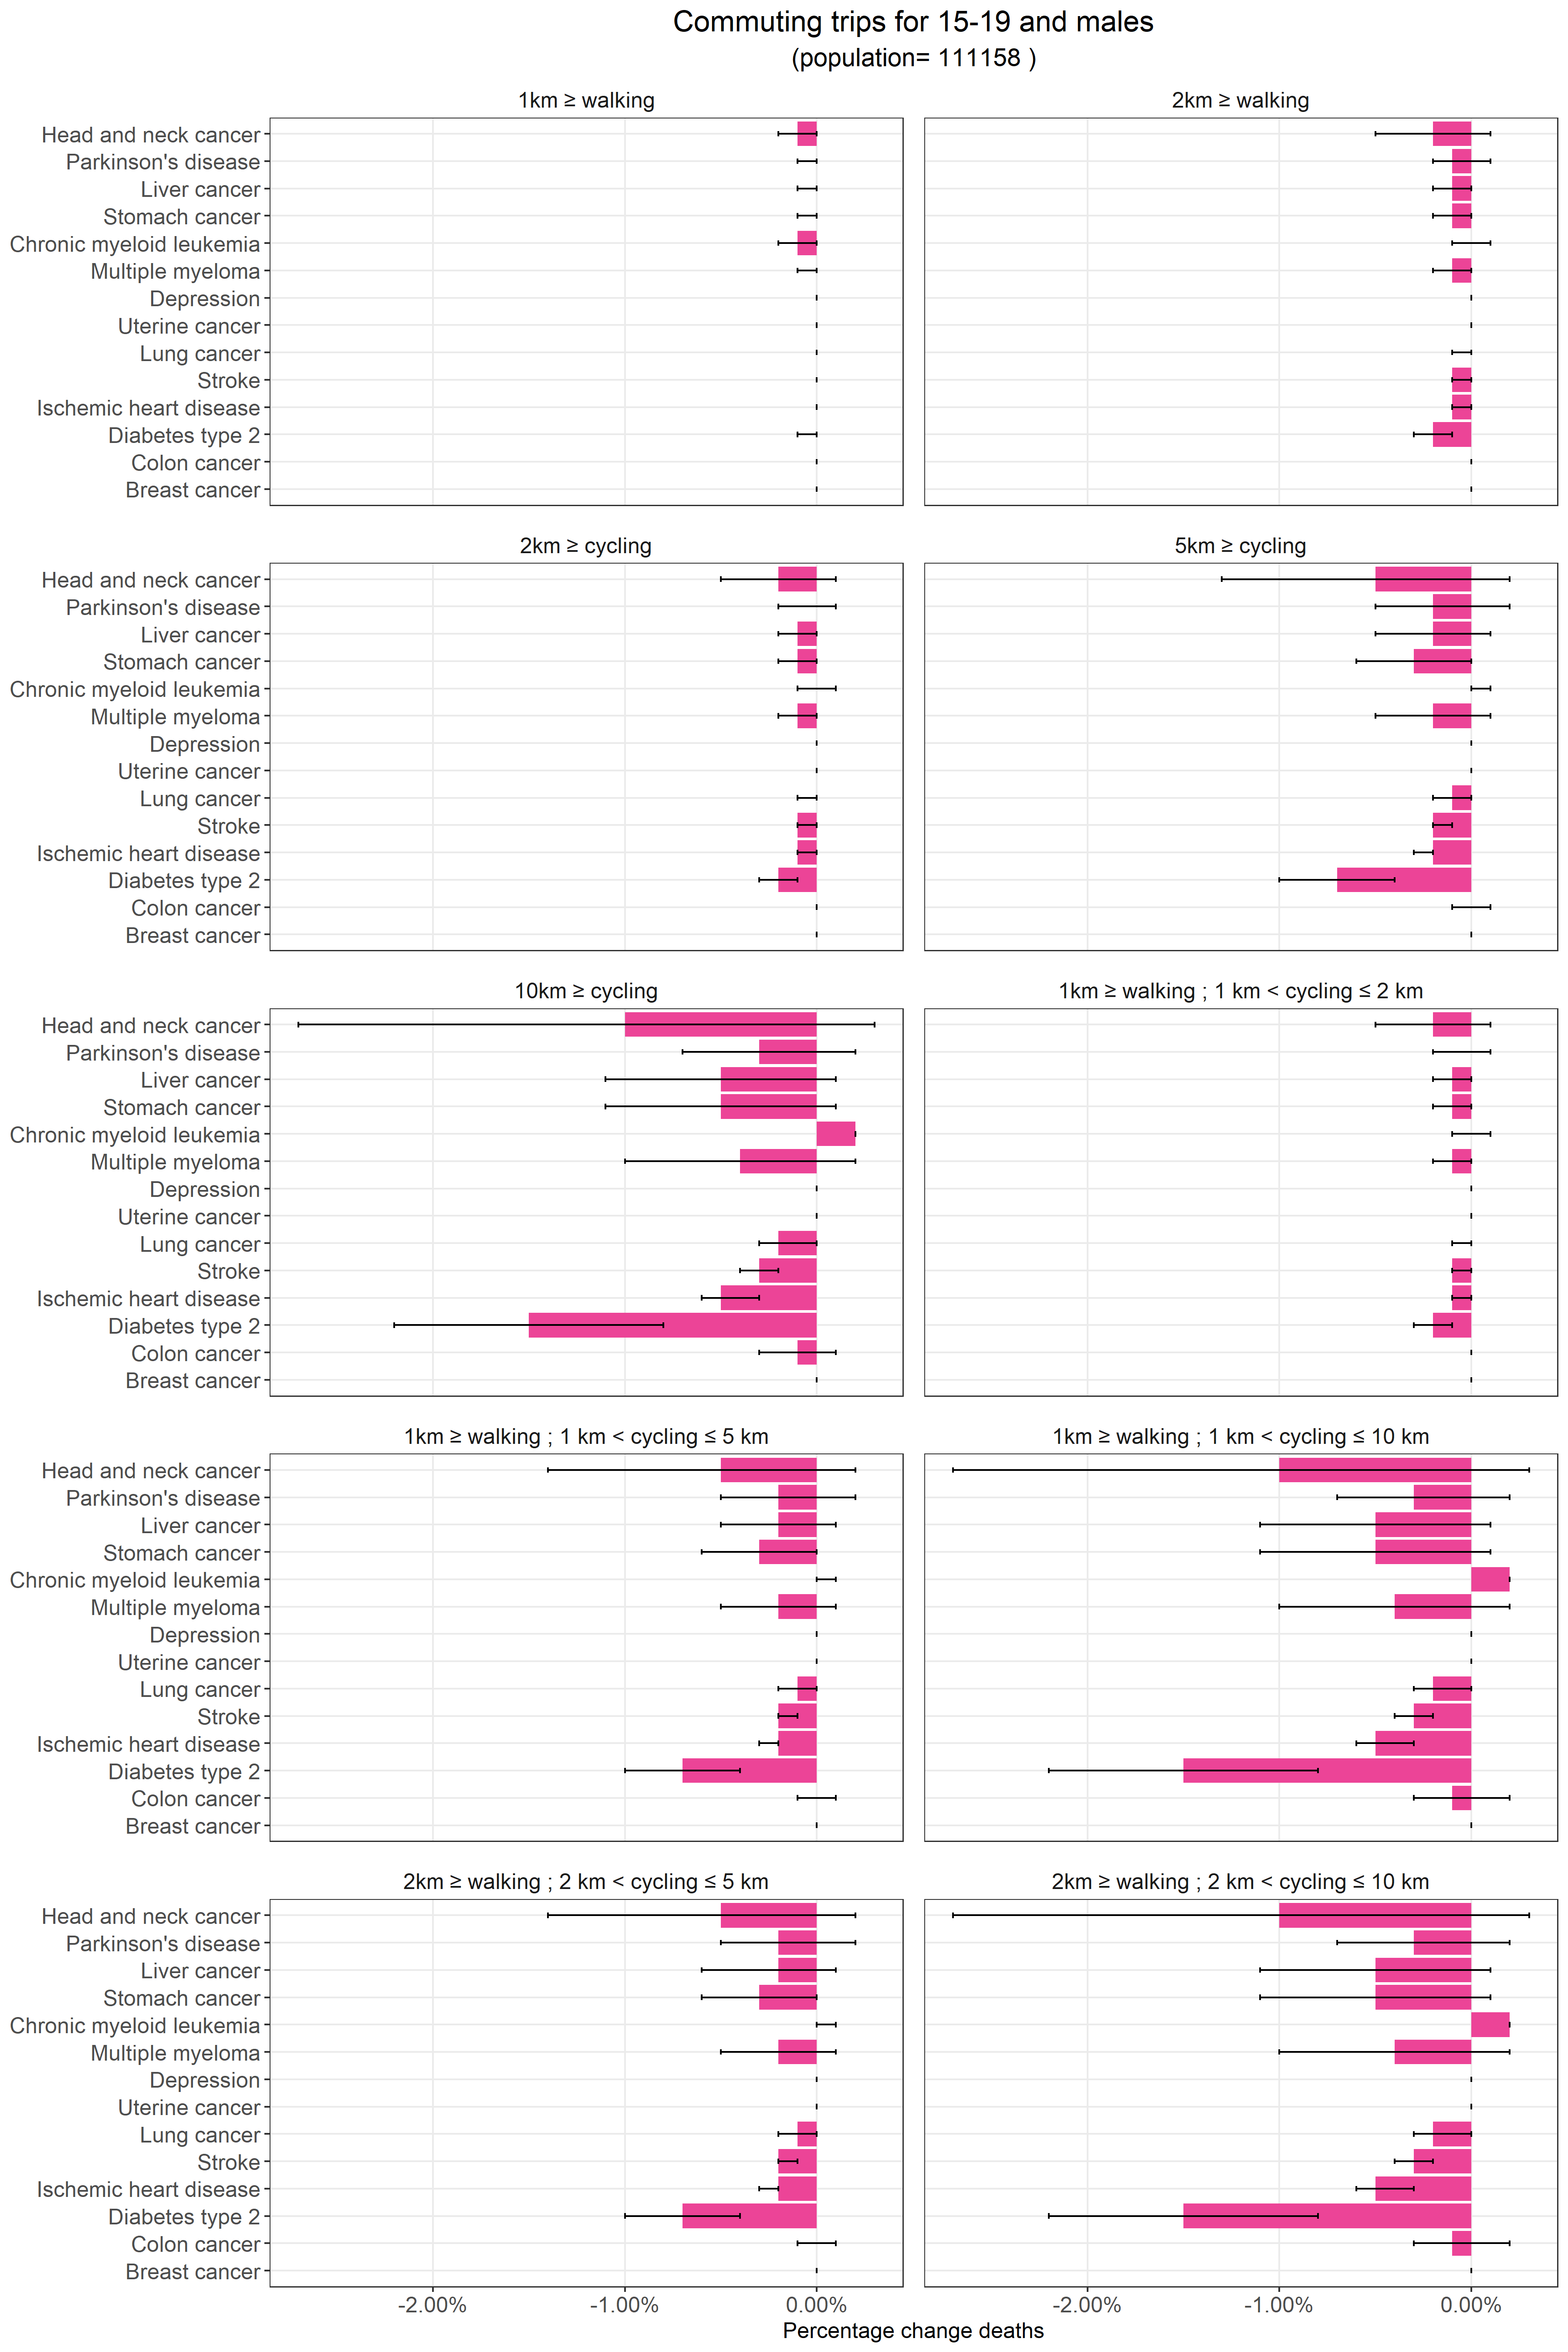 Commuting trips for 15-19 and males
(population= 111158 )
1km ≥ walking
2km ≥ walking
Head and neck cancer
Parkinson's disease
Liver cancer
Stomach cancer
Chronic myeloid leukemia
Multiple myeloma
Depression
Uterine cancer
Lung cancer
Stroke
Ischemic heart disease
Diabetes type 2
Colon cancer
Breast cancer
2km ≥ cycling
5km ≥ cycling
Head and neck cancer
Parkinson's disease
Liver cancer
Stomach cancer
Chronic myeloid leukemia
Multiple myeloma
Depression
Uterine cancer
Lung cancer
Stroke
Ischemic heart disease
Diabetes type 2
Colon cancer
Breast cancer
10km ≥ cycling
1km ≥ walking ; 1 km < cycling ≤ 2 km
Head and neck cancer
Parkinson's disease
Liver cancer
Stomach cancer
Chronic myeloid leukemia
Multiple myeloma
Depression
Uterine cancer
Lung cancer
Stroke
Ischemic heart disease
Diabetes type 2
Colon cancer
Breast cancer
1km ≥ walking ; 1 km < cycling ≤ 5 km
1km ≥ walking ; 1 km < cycling ≤ 10 km
Head and neck cancer
Parkinson's disease
Liver cancer
Stomach cancer
Chronic myeloid leukemia
Multiple myeloma
Depression
Uterine cancer
Lung cancer
Stroke
Ischemic heart disease
Diabetes type 2
Colon cancer
Breast cancer
2km ≥ walking ; 2 km < cycling ≤ 5 km
2km ≥ walking ; 2 km < cycling ≤ 10 km
Head and neck cancer
Parkinson's disease
Liver cancer
Stomach cancer
Chronic myeloid leukemia
Multiple myeloma
Depression
Uterine cancer
Lung cancer
Stroke
Ischemic heart disease
Diabetes type 2
Colon cancer
Breast cancer
-2.00% -1.00% 0.00%
-2.00% -1.00% 0.00%
Percentage change deaths